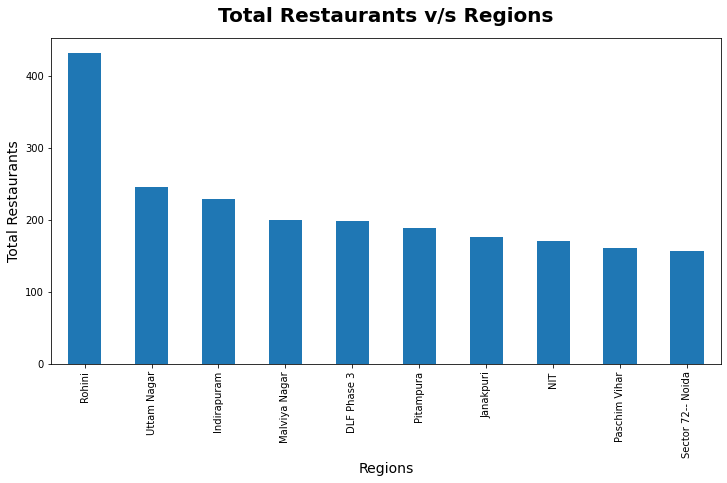 Total Restaurants v/s Regions
Total Restaurants
400
300
200
100
0
Rohini
Uttam Nagar
Indirapuram
Malviya Nagar
DLF Phase 3
Pitampura
Janakpuri
NIT
Paschim Vihar
Sector 72-- Noida
Regions